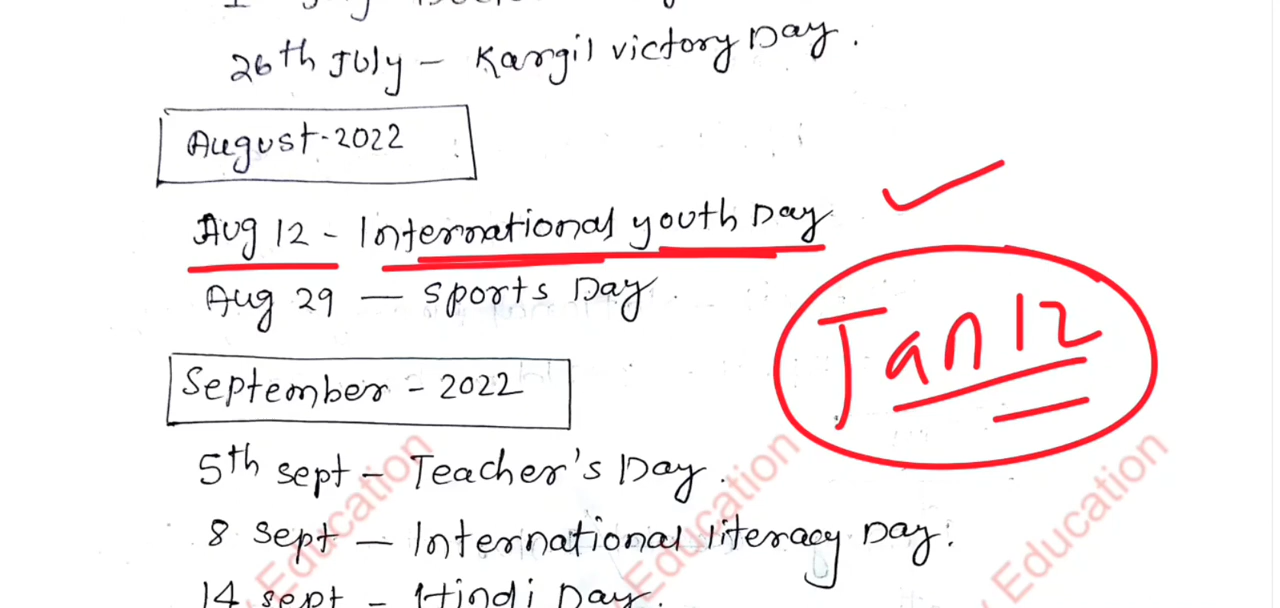 26th July - Kargil victory Day.
August-2022
Aug 12 - International youth Day
Aug 29 - Sports Day
Jan 12
September - 2022
5th sept - Teacher's Day.
8 Sept - International literacy Day.
14 sept - Hindi Day.
Education
Education
Education